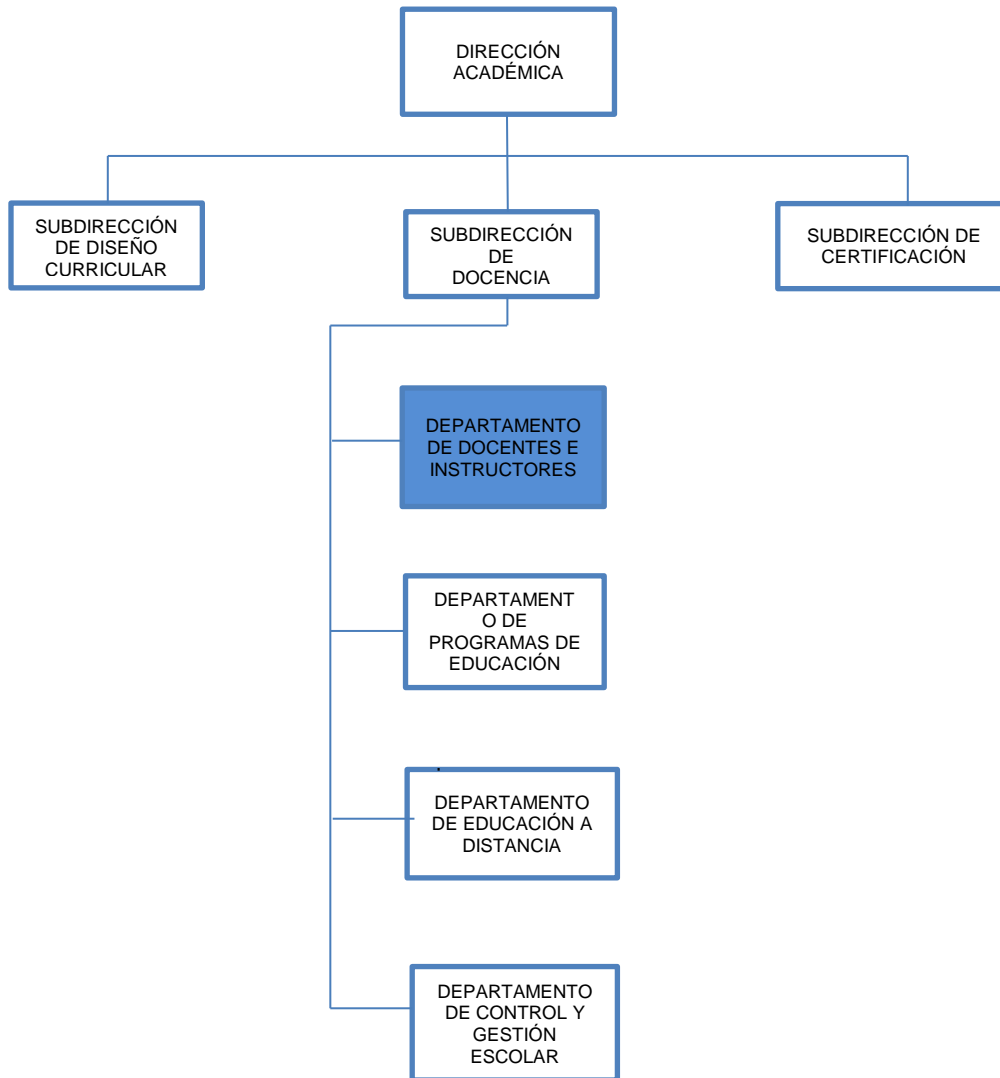 DIRECCIÓN
ACADÉMICA
SUBDIRECCIÓN
DE DISEÑO
CURRICULAR
SUBDIRECCIÓN
DE
DOCENCIA
SUBDIRECCIÓN DE
CERTIFICACIÓN
DEPARTAMENTO
DE DOCENTES E
INSTRUCTORES
DEPARTAMENT
O DE
PROGRAMAS DE
EDUCACIÓN
.
DEPARTAMENTO
DE EDUCACIÓN A
DISTANCIA
DEPARTAMENTO
DE CONTROL Y
GESTIÓN
ESCOLAR